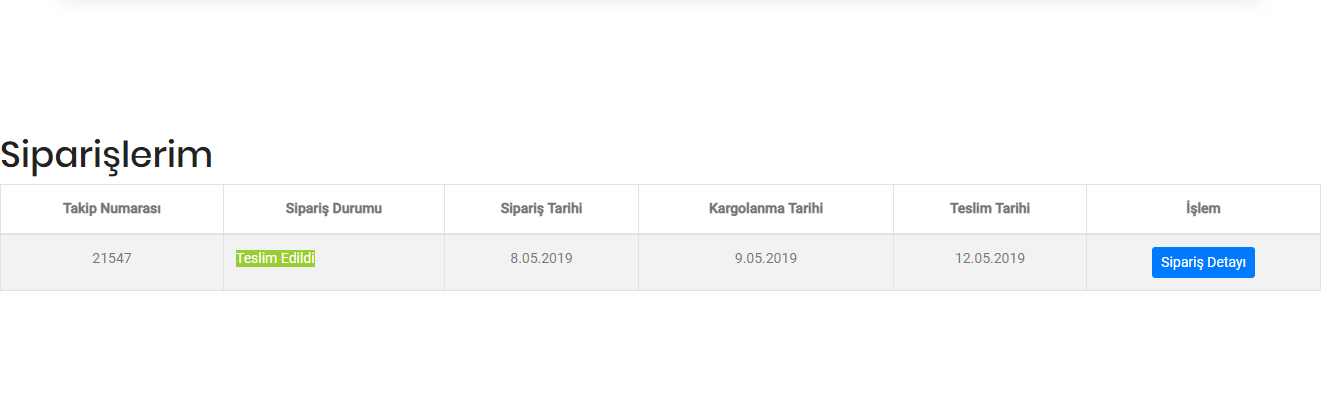 Siparişlerim
Takip Numarası Sipariş Durumu Sipariş Tarihi Kargolanma Tarihi Teslim Tarihi İşlem
21547 Teslim Edildi 8.05.2019 9.05.2019 12.05.2019 Sipariş Detayı